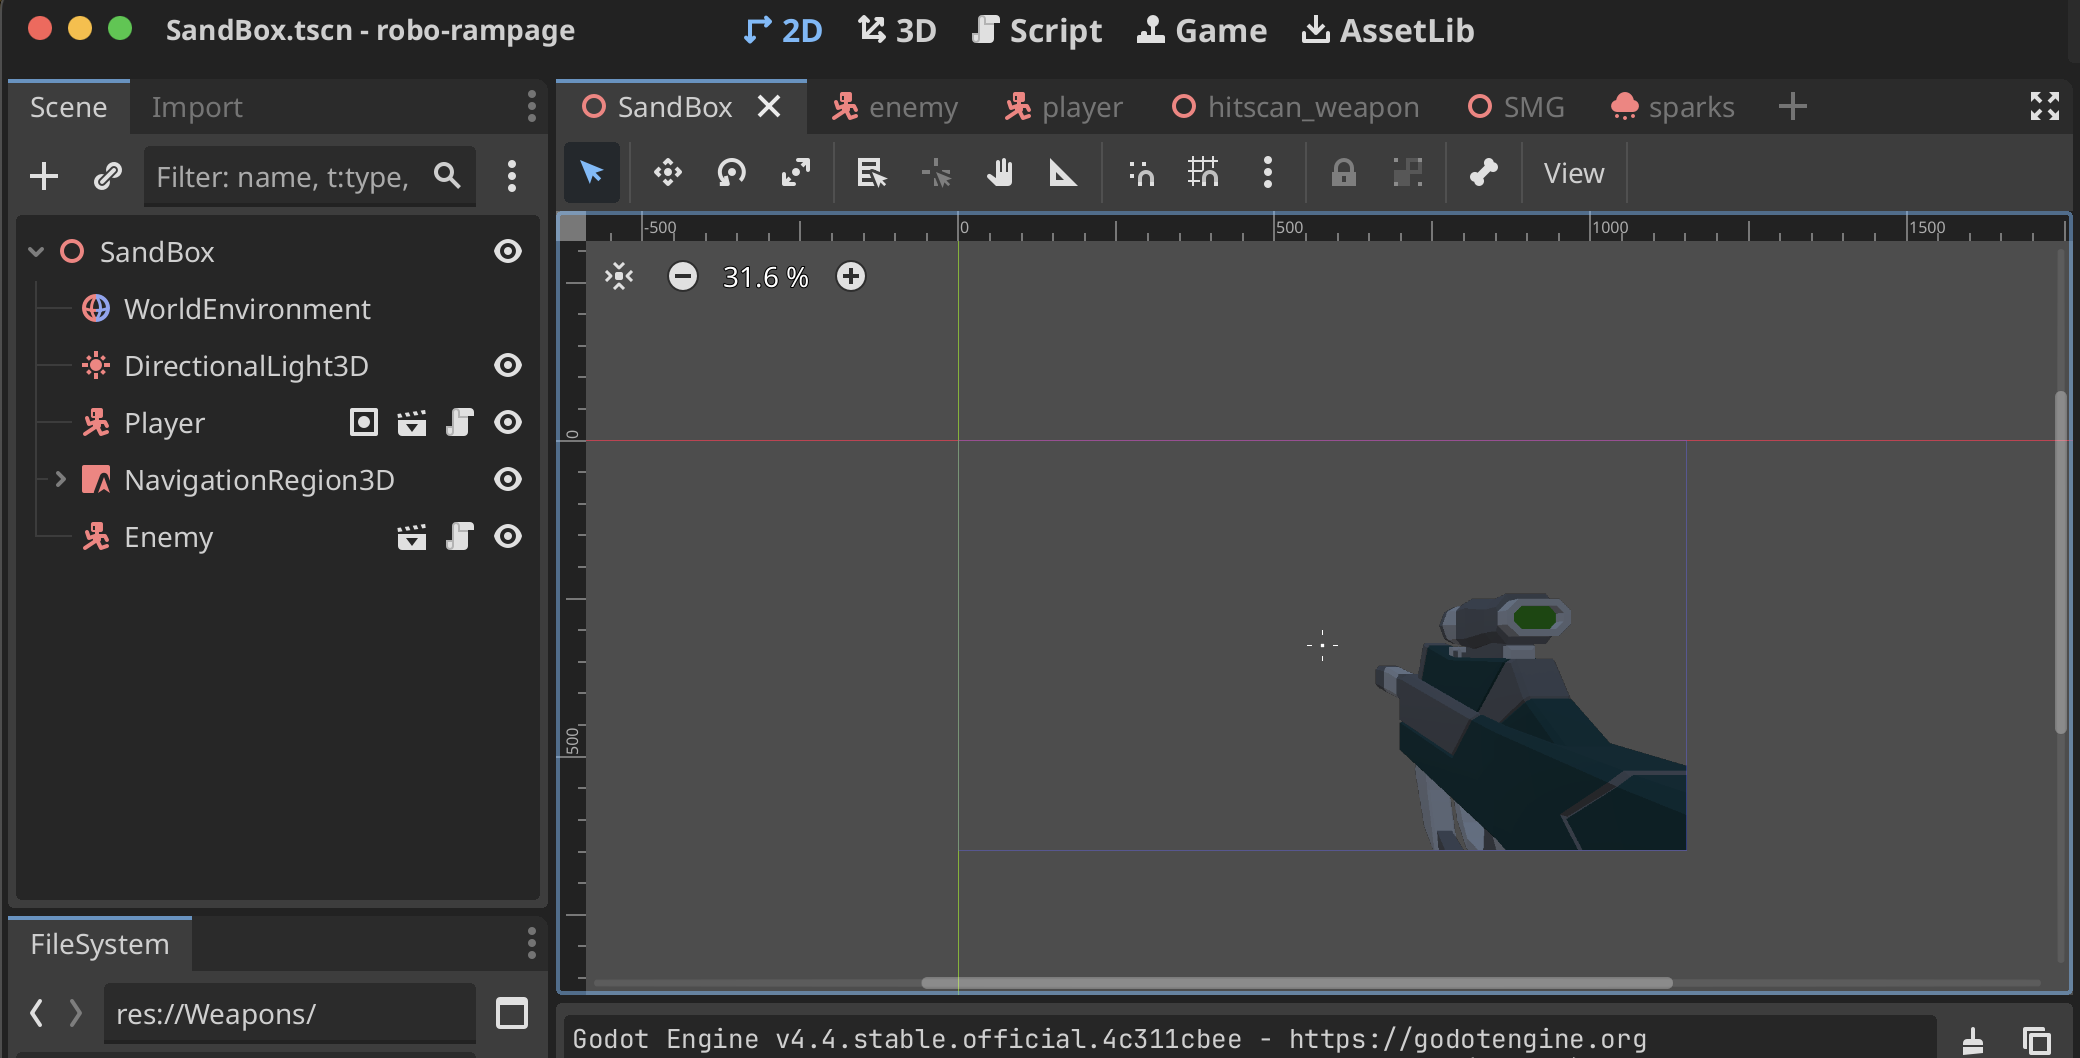 SandBox.tscn - robo-rampage
2D
3D
Script
Game
AssetLib
Scene
Import
SandBox
enemy
player
hitscan_weapon
SMG
sparks
Filter: name, t:type,
View
-500
0
500
1000
1500
31.6 %
SandBox
WorldEnvironment
DirectionalLight3D
Player
NavigationRegion3D
Enemy
0
500
FileSystem
res://Weapons/
Godot Engine v4.4.stable.official.4c311cbee - https://godotengine.org